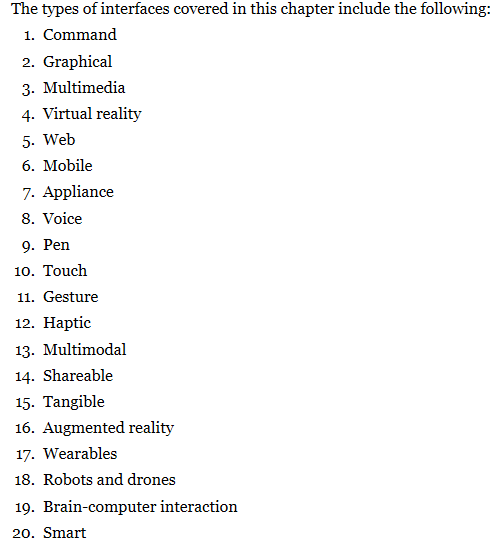 The types of interfaces covered in this chapter include the following:
1. Command
2. Graphical
3. Multimedia
4. Virtual reality
5. Web
6. Mobile
7. Appliance
8. Voice
9. Pen
10. Touch
11. Gesture
12. Haptic
13. Multimodal
14. Shareable
15. Tangible
16. Augmented reality
17. Wearables
18. Robots and drones
19. Brain-computer interaction
20. Smart